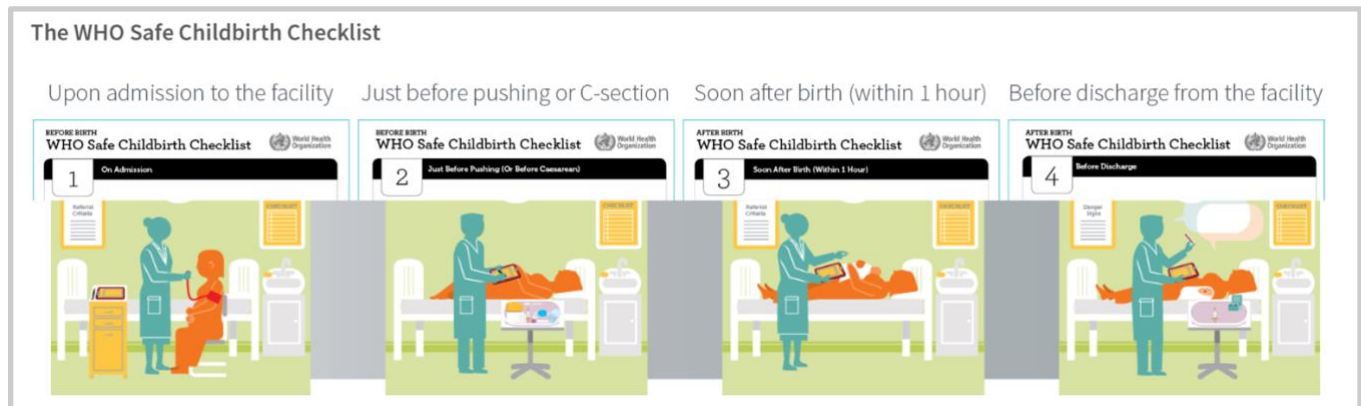 The WHO Safe Childbirth Checklist
Upon admission to the facility
Just before pushing or C-section
Soon after birth (within 1 hour)
Before discharge from the facility
BEFORE BIRTH
WHO Safe Childbirth Checklist
World Health
Organization
1
On Admission
BEFORE BIRTH
WHO Safe Childbirth Checklist
World Health
Organization
2
Just Before Pushing (Or Before Caesarean)
AFTER BIRTH
WHO Safe Childbirth Checklist
World Health
Organization
3
Soon After Birth (Within 1 Hour)
AFTER BIRTH
WHO Safe Childbirth Checklist
World Health
Organization
4
Before Discharge
Referral
Criteria
CHECKLIST
CHECKLIST
Referral
Criteria
CHECKLIST
Danger
Signs
CHECKLIST